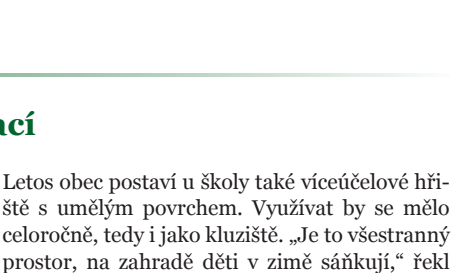 ací
Letos obec postaví u školy také víceúčelové hři-
ště s umělým povrchem. Využívat by se mělo
celoročně, tedy i jako kluziště. „Je to všestranný
prostor, na zahradě děti v zimě sáňkují,“ řekl